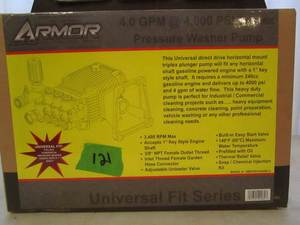 ARMOR
4.0 GPM @ 4,000 PSI
Pressure Washer Pump
This Universal direct drive horizontal mount
triplex plunger pump will fit any horizontal
shaft gasoline powered engine with a 1" key
style shaft. It requires a minimum
engine and delivers up to 4000 psi
and 4 gpm of water flow. This heavy duty
pump is perfect for Industrial / Commercial
cleaning projects such as.... heavy equipment
cleaning, concrete cleaning, paint preparation,
vehicle washing or any other professional
cleaning needs.
UNIVERSAL FIT
121
• 3,400 RPM Max
• Accepts 1" Key Style Engine
Shaft
• 3/8" NPT Female Outlet Thread
• Inlet Thread Female Garden
Hose Connector
• Adjustable Unloader Valve
• Built-in Easy Start Valve
• 140°F (60°C) Maximum
Water Temperature
• Prefilled with Oil
• Thermal Relief Valve
• Soap / Chemical Injection
Kit
Universal Fit Series